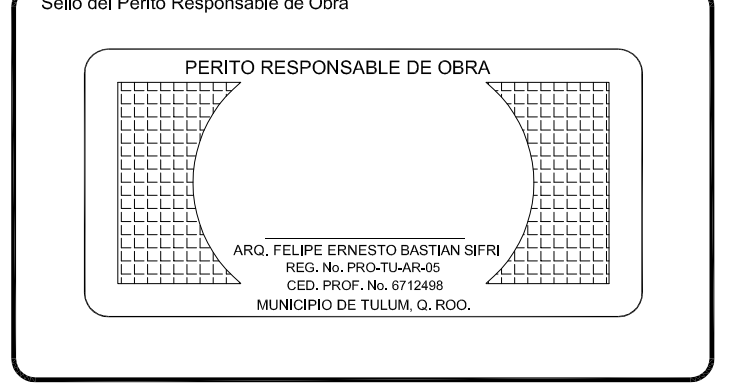 Sello del Perito Responsable de Obra
PERITO RESPONSABLE DE OBRA
ARQ. FELIPE ERNESTO BASTIAN SIFRI
REG. No. PRO-TU-AR-05
CED. PROF. No. 6712498
MUNICIPIO DE TULUM, Q. ROO.